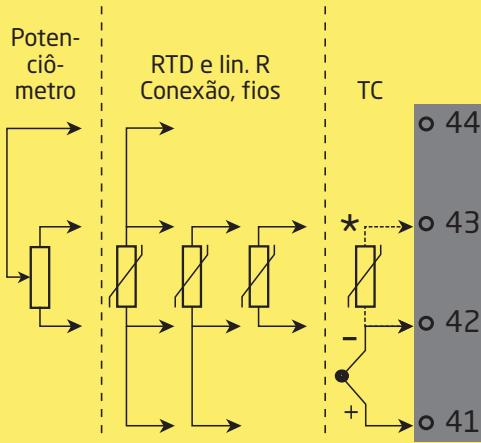 Poten-
ciô-
metro
RTD e lin. R
Conexão, fios
TC
44
* 43
42
-
+ 41